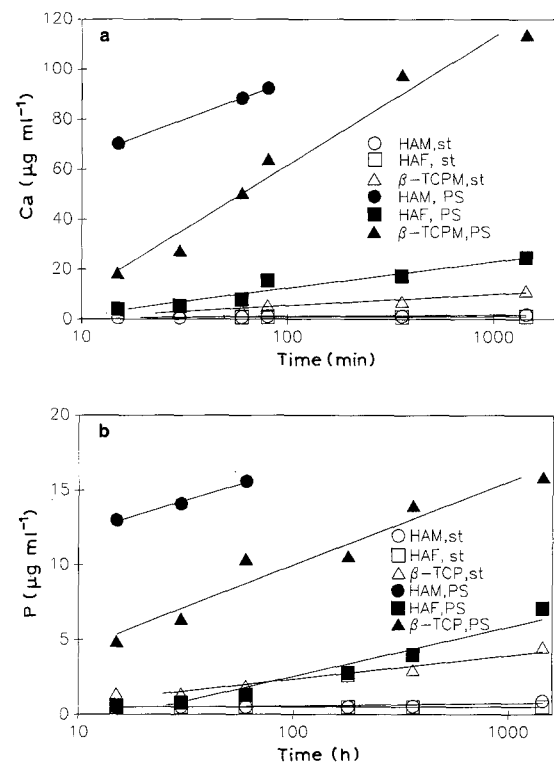 a
120
100
80
60
40
20
0
Ca (μg ml⁻¹)
HAM,st
HAF, st
β-TCPM,st
HAM, PS
HAF, PS
β-TCPM,PS
10
100
1000
Time (min)
b
20
15
10
5
0
P (μg ml⁻¹)
HAM,st
HAF, st
β-TCP,st
HAM,PS
HAF,PS
β-TCP,PS
10
100
1000
Time (h)